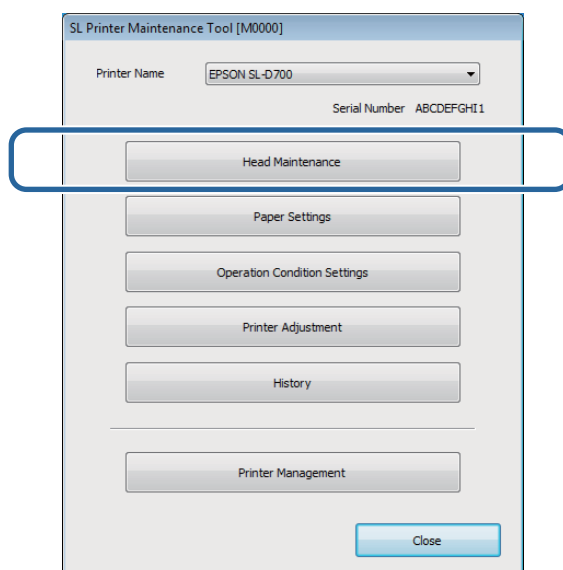 SL Printer Maintenance Tool [M0000]
Printer Name EPSON SL-D700
Serial Number ABCDEFGHI1
Head Maintenance
Paper Settings
Operation Condition Settings
Printer Adjustment
History
Printer Management
Close